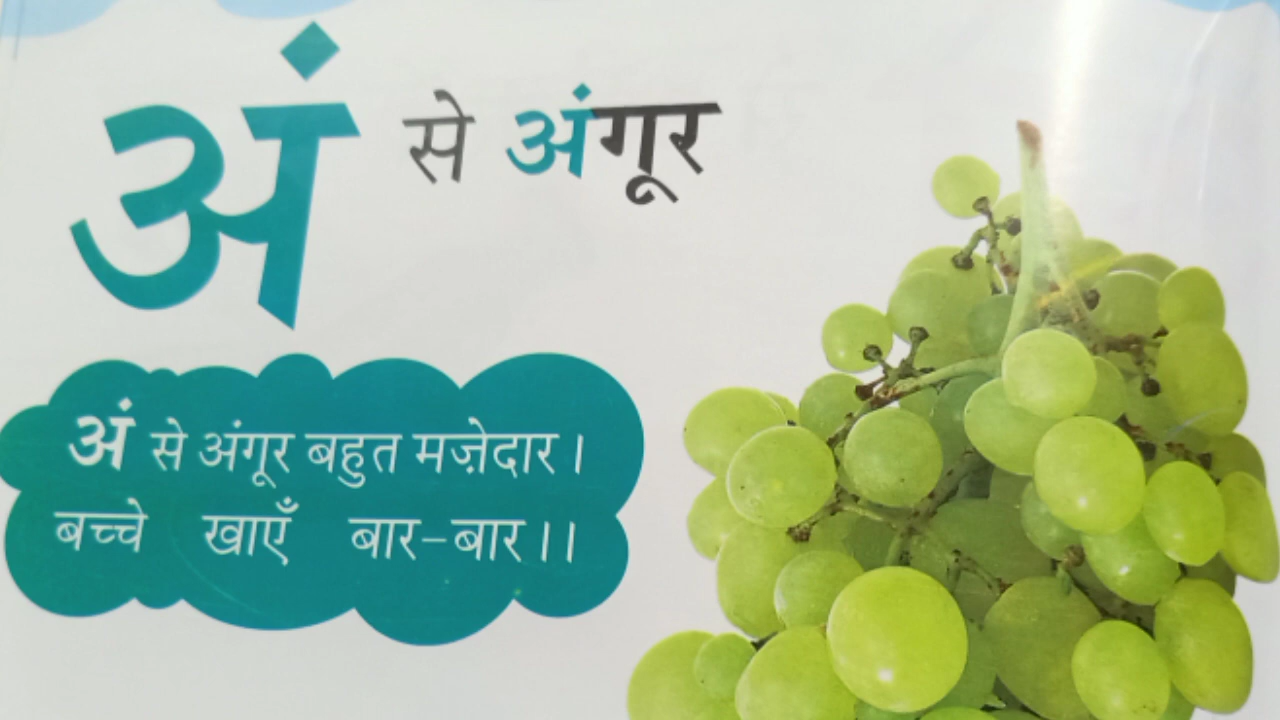 अं से अंगूर
अं से अंगूर बहुत मज़ेदार।
बच्चे खाएँ बार-बार।।